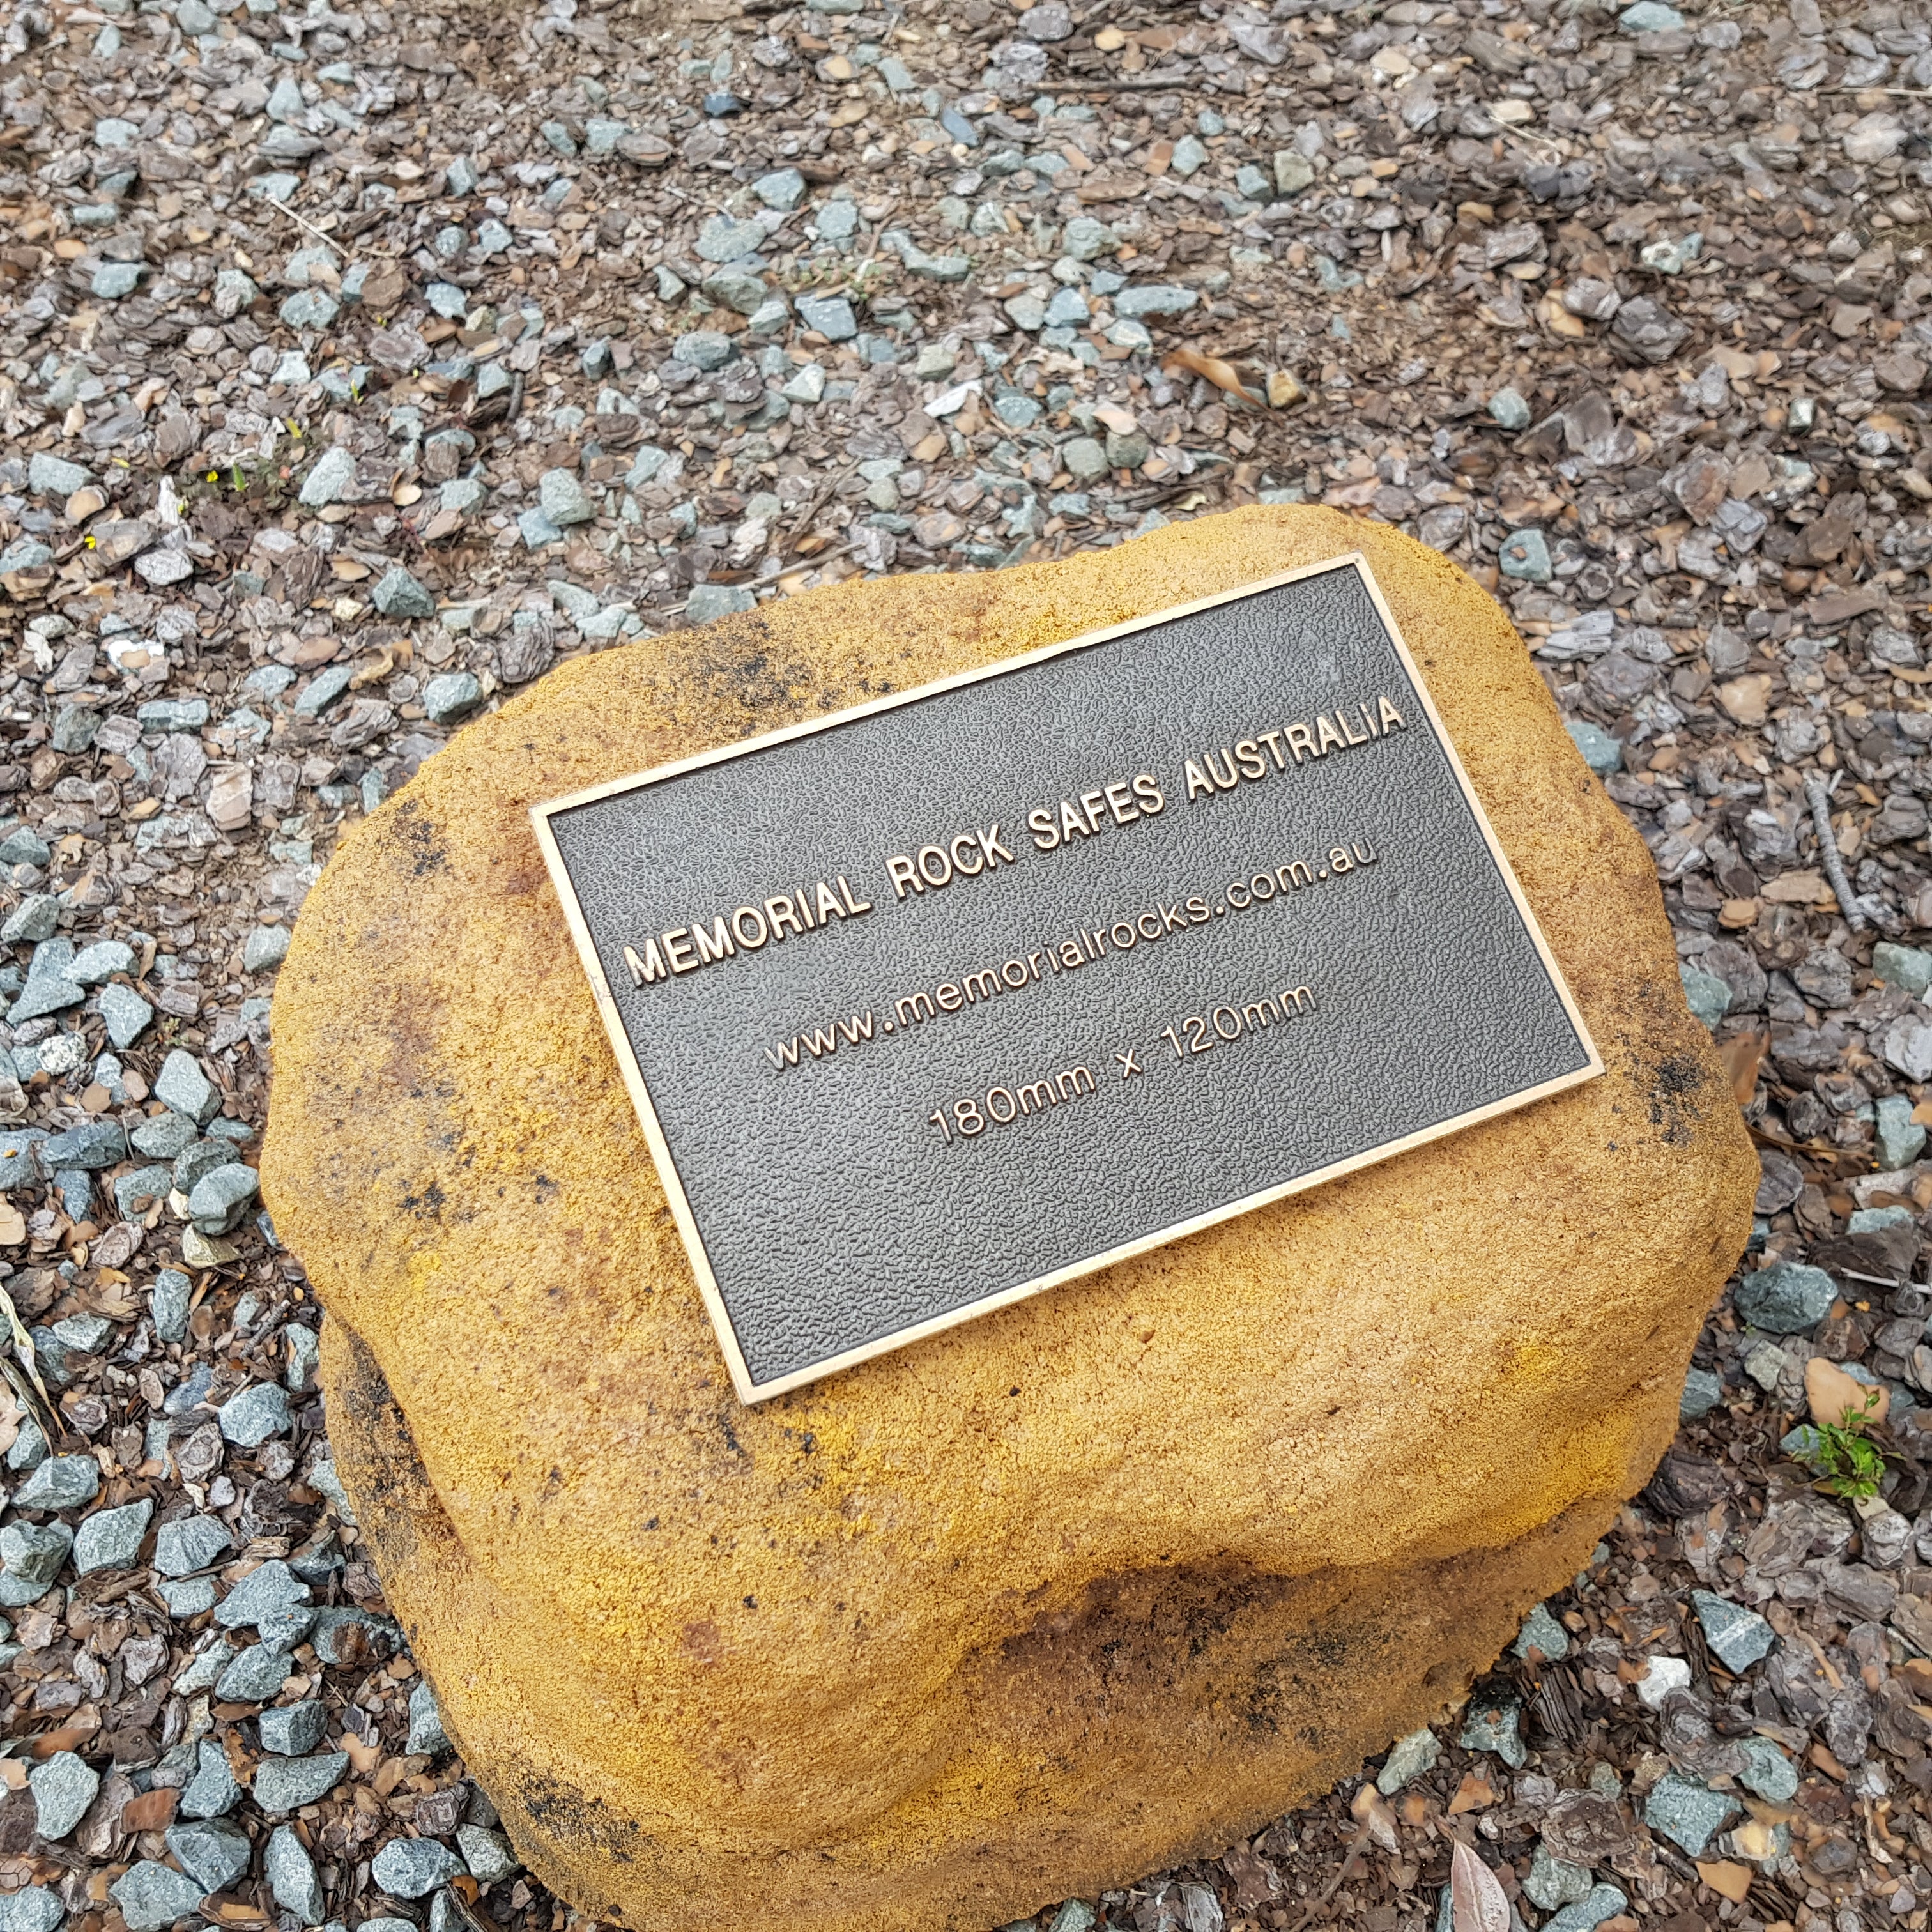 MEMORIAL ROCK SAFES AUSTRALIA
www.memorialrocks.com.au
180mm x 120mm